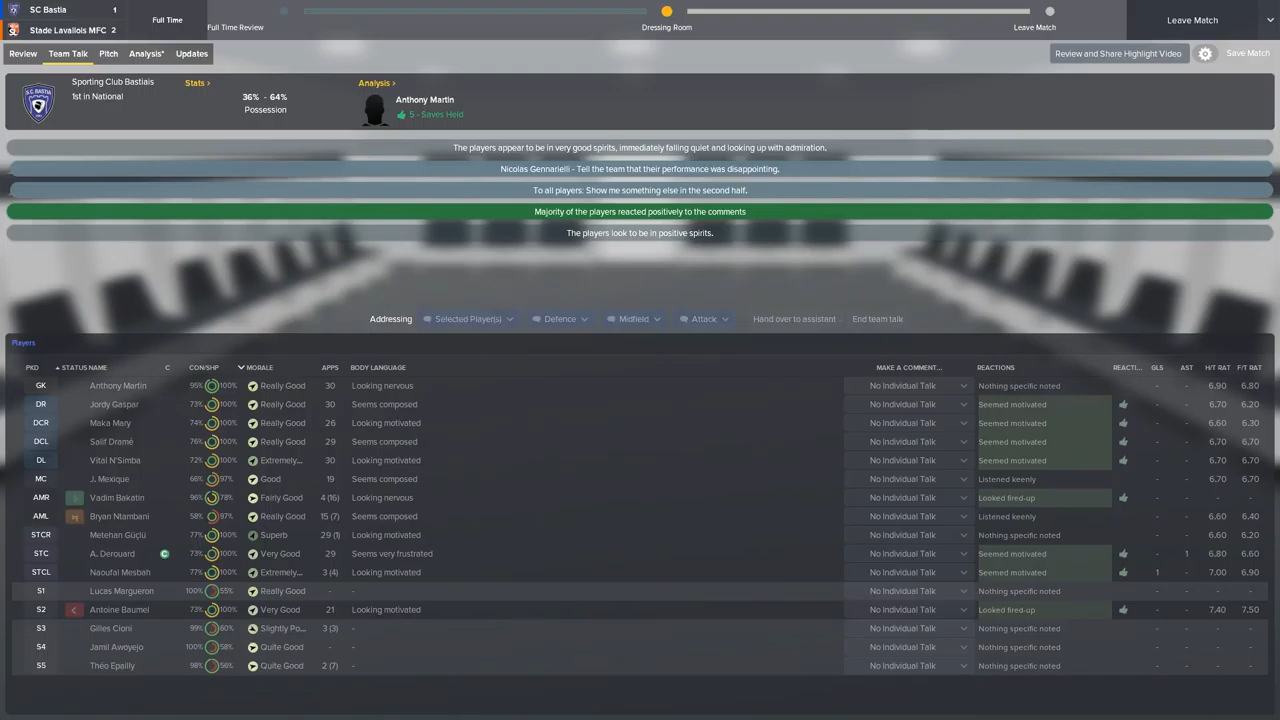 SC Bastia 1
Stade Lavallois MFC 2
Full Time
Full Time Review
Dressing Room
Leave Match
Leave Match
Review Team Talk Pitch Analysis* Updates
Review and Share Highlight Video
Save Match
Sporting Club Bastiais
1st in National
Stats >
36% - 64%
Possession
Analysis >
Anthony Martin
5 - Saves Held
The players appear to be in very good spirits, immediately falling quiet and looking up with admiration.
Nicolas Gennarielli - Tell the team that their performance was disappointing.
To all players: Show me something else in the second half.
Majority of the players reacted positively to the comments
The players look to be in positive spirits.
Addressing Selected Player(s) Defence Midfield Attack Hand over to assistant End team talk
Players
PKD STATUS NAME C CON/SHP MORALE APPS BODY LANGUAGE MAKE A COMMENT... REACTIONS REACTI... GLS AST H/T RAT F/T RAT
GK Anthony Martin 95% 100% Really Good 30 Looking nervous No Individual Talk Nothing specific noted - - 6.90 6.80
DR Jordy Gaspar 73% 100% Really Good 30 Seems composed No Individual Talk Seemed motivated - - 6.70 6.20
DCR Maka Mary 74% 100% Really Good 26 Looking motivated No Individual Talk Seemed motivated - - 6.60 6.30
DCL Salif Dramé 76% 100% Really Good 29 Seems composed No Individual Talk Seemed motivated - - 6.70 6.70
DL Vital N'Simba 72% 100% Extremely... 30 Looking motivated No Individual Talk Seemed motivated - - 6.70 6.70
MC J. Mexique 66% 97% Good 19 Seems composed No Individual Talk Listened keenly - - 6.70 6.70
AMR Vadim Bakatin 96% 78% Fairly Good 4 (16) Looking nervous No Individual Talk Looked fired-up - - - -
AML Bryan Ntambani 58% 97% Really Good 15 (7) Seems composed No Individual Talk Listened keenly - - 6.60 6.40
STCR Metehan Güçlü 77% 100% Superb 29 (1) Looking motivated No Individual Talk Nothing specific noted - - 6.80 6.20
STC A. Derouard C 73% 100% Very Good 29 Seems very frustrated No Individual Talk Seemed motivated - 1 6.80 6.60
STCL Naoufal Mesbah 77% 100% Extremely... 3 (4) Looking motivated No Individual Talk Seemed motivated 1 - 7.00 6.90
S1 Lucas Margueron 100% 55% Really Good - - No Individual Talk Nothing specific noted - - - -
S2 Antoine Baumel 73% 100% Very Good 21 Looking motivated No Individual Talk Looked fired-up - - 7.40 7.50
S3 Gilles Cioni 99% 60% Slightly Po... 3 (3) - No Individual Talk Nothing specific noted - - - -
S4 Jamil Awoyejo 100% 58% Quite Good - - No Individual Talk Nothing specific noted - - - -
S5 Théo Epailly 98% 56% Quite Good 2 (7) - No Individual Talk Nothing specific noted - - - -